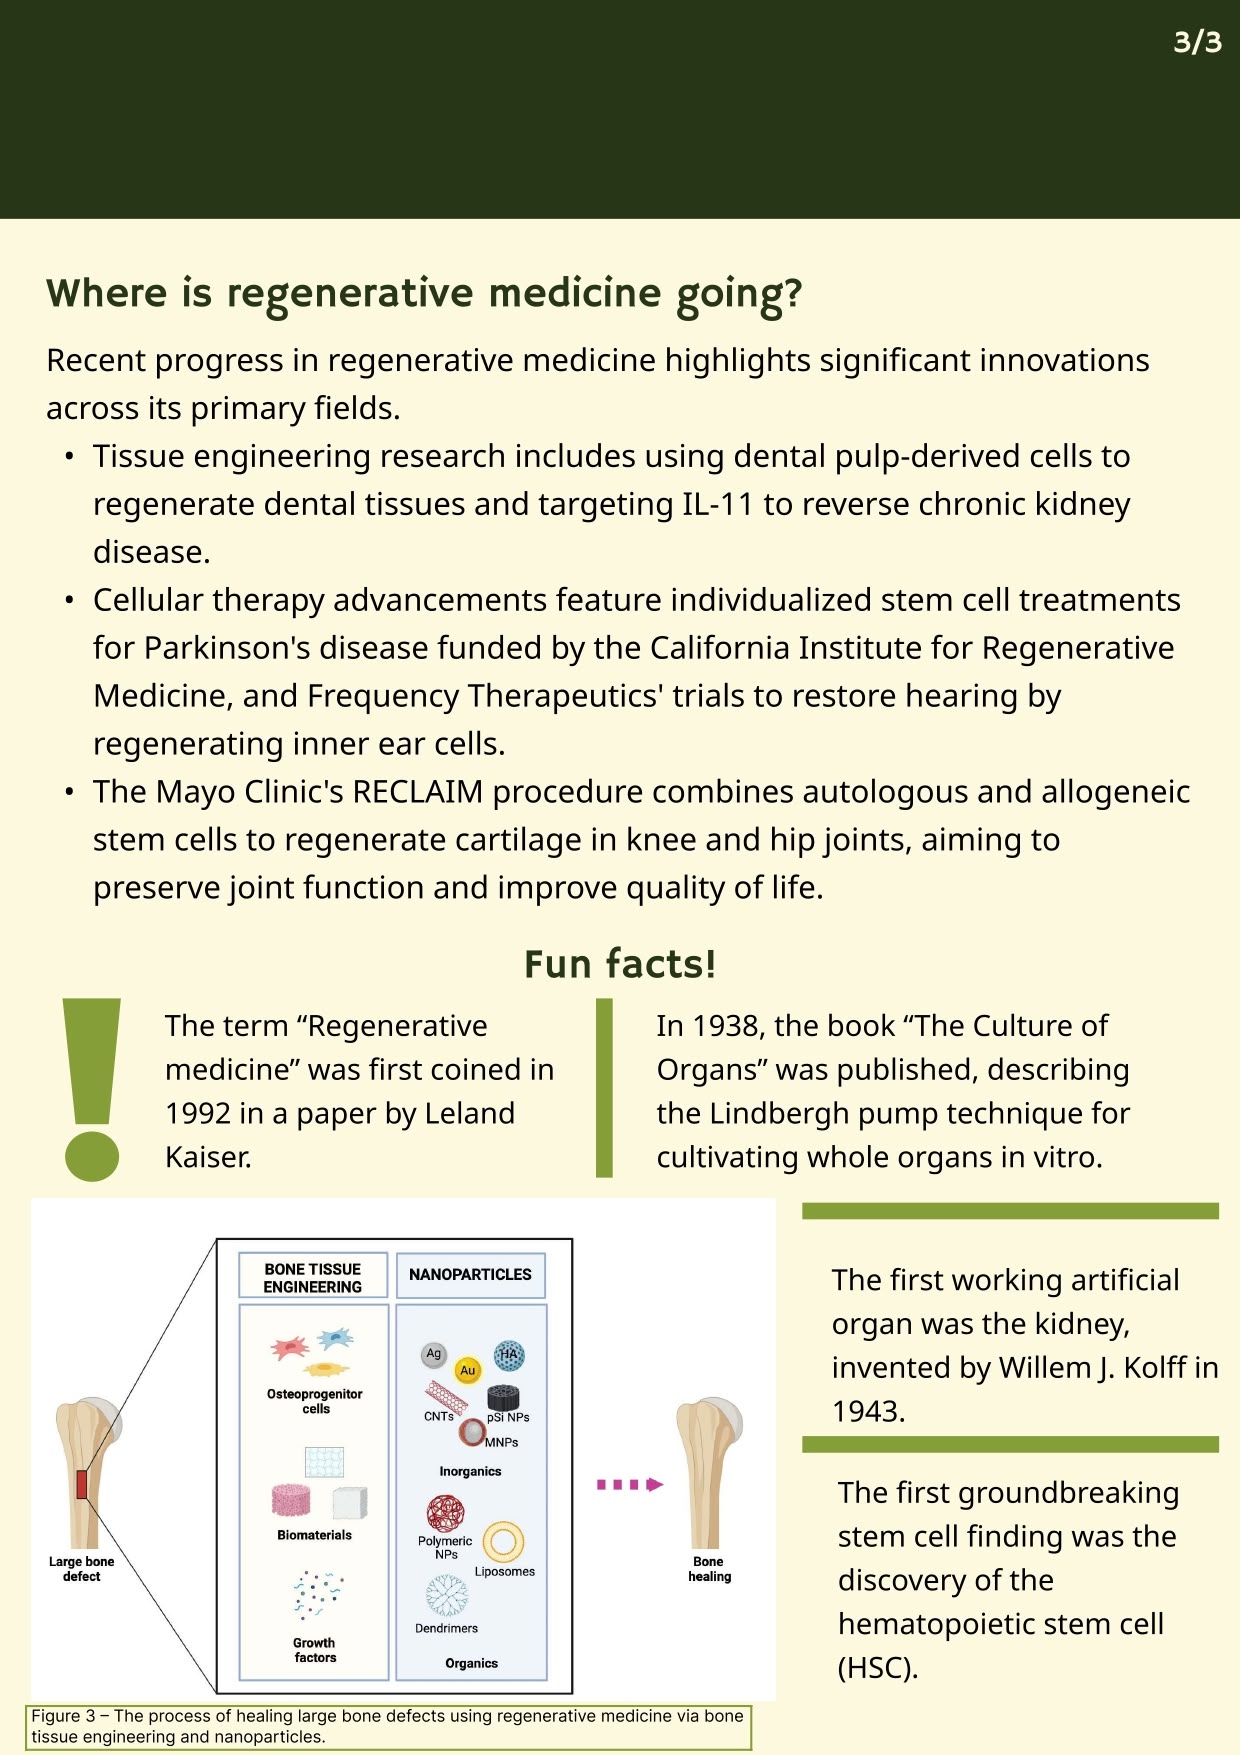 3/3
Where is regenerative medicine going?
Recent progress in regenerative medicine highlights significant innovations
across its primary fields.
• Tissue engineering research includes using dental pulp-derived cells to
regenerate dental tissues and targeting IL-11 to reverse chronic kidney
disease.
• Cellular therapy advancements feature individualized stem cell treatments
for Parkinson's disease funded by the California Institute for Regenerative
Medicine, and Frequency Therapeutics' trials to restore hearing by
regenerating inner ear cells.
• The Mayo Clinic's RECLAIM procedure combines autologous and allogeneic
stem cells to regenerate cartilage in knee and hip joints, aiming to
preserve joint function and improve quality of life.
Fun facts!
The term “Regenerative
medicine” was first coined in
1992 in a paper by Leland
Kaiser.
In 1938, the book “The Culture of
Organs” was published, describing
the Lindbergh pump technique for
cultivating whole organs in vitro.
Large bone
defect
BONE TISSUE
ENGINEERING
Osteoprogenitor
cells
Biomaterials
Growth
factors
NANOPARTICLES
Ag
Au
HA
CNTs
pSi NPs
MNPs
Inorganics
Polymeric
NPs
Liposomes
Dendrimers
Organics
Bone
healing
Figure 3 – The process of healing large bone defects using regenerative medicine via bone
tissue engineering and nanoparticles.
The first working artificial
organ was the kidney,
invented by Willem J. Kolff in
1943.
The first groundbreaking
stem cell finding was the
discovery of the
hematopoietic stem cell
(HSC).